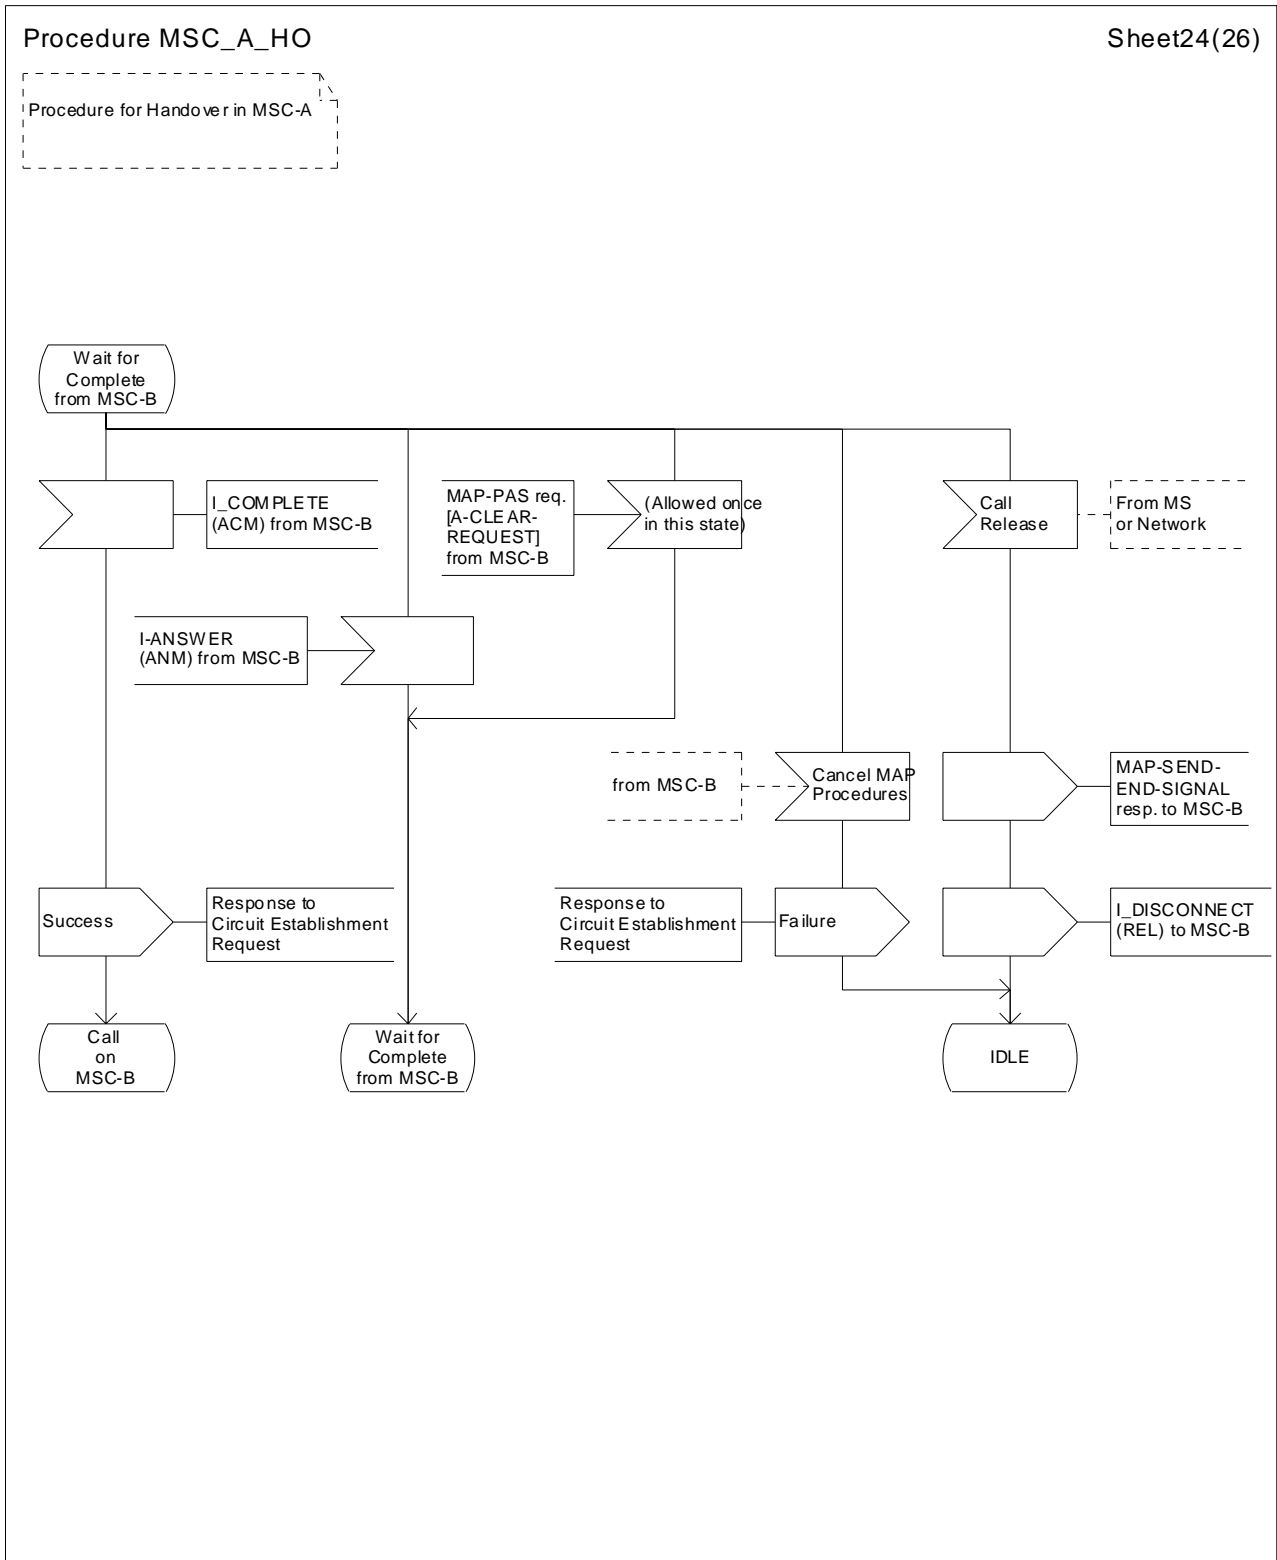 Procedure MSC_A_HO
Sheet24(26)
Procedure for Handover in MSC-A
Wait for
Complete
from MSC-B
I_COMPLETE
(ACM) from MSC-B
MAP-PAS req.
[A-CLEAR-
REQUEST]
from MSC-B
(Allowed once
in this state)
Call
Release
From MS
or Network
I-ANSWER
(ANM) from MSC-B
from MSC-B
Cancel MAP
Procedures
MAP-SEND-
END-SIGNAL
resp. to MSC-B
Success
Response to
Circuit Establishment
Request
Response to
Circuit Establishment
Request
Failure
I_DISCONNECT
(REL) to MSC-B
Call
on
MSC-B
Wait for
Complete
from MSC-B
IDLE